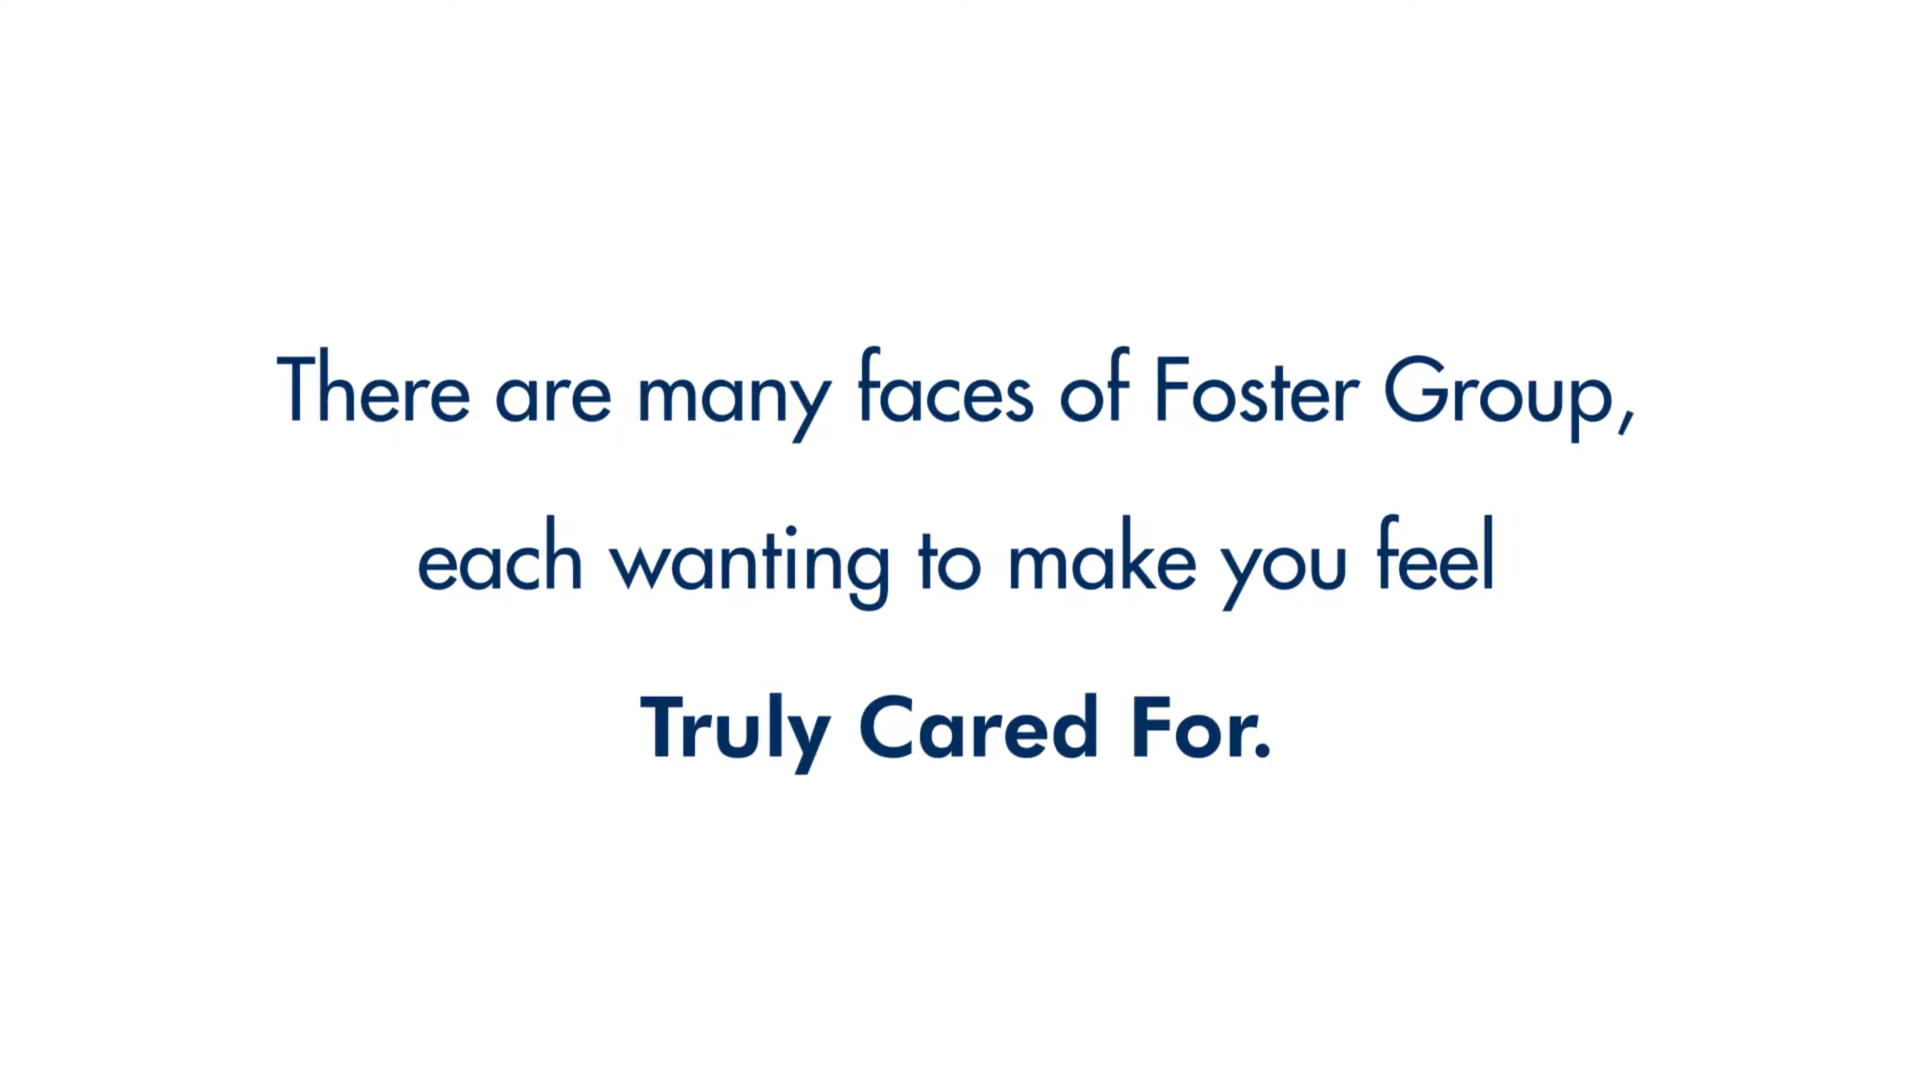 There are many faces of Foster Group,
each wanting to make you feel
Truly Cared For.